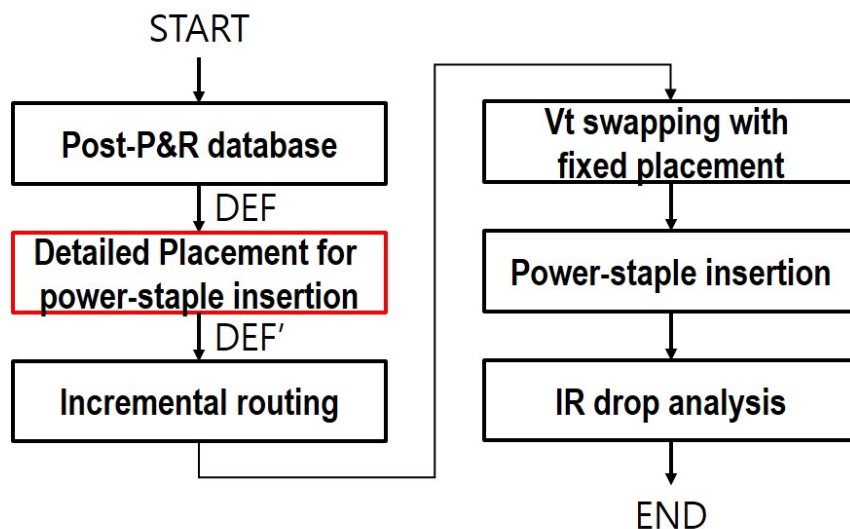 START
Post-P&R database
DEF
Detailed Placement for
power-staple insertion
DEF’
Incremental routing
Vt swapping with
fixed placement
Power-staple insertion
IR drop analysis
END